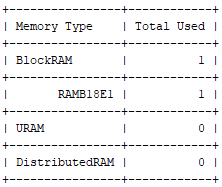 +----------------+------------+
| Memory Type    | Total Used |
+----------------+------------+
| BlockRAM       |          1 |
+----------------+------------+
|       RAMB18E1 |          1 |
+----------------+------------+
| URAM           |          0 |
+----------------+------------+
| DistributedRAM |          0 |
+----------------+------------+